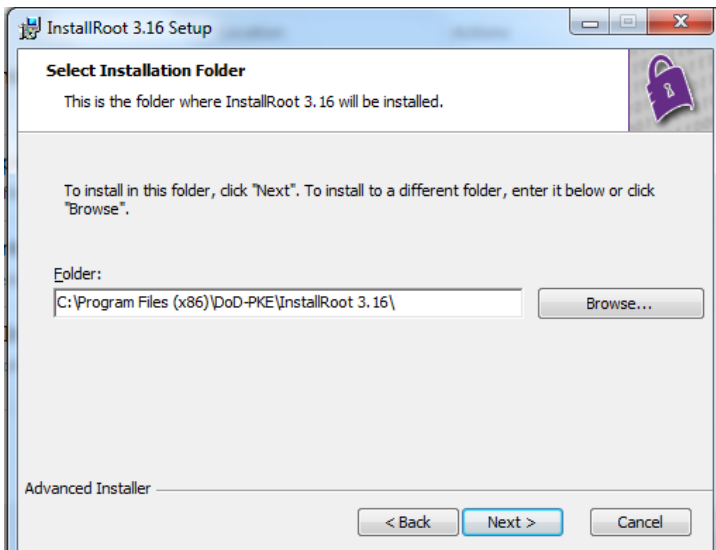 InstallRoot 3.16 Setup
Select Installation Folder
This is the folder where InstallRoot 3.16 will be installed.
To install in this folder, click "Next". To install to a different folder, enter it below or click
"Browse".
Folder:
C:\Program Files (x86)\DoD-PKE\InstallRoot 3.16\
Browse...
Advanced Installer
< Back
Next >
Cancel